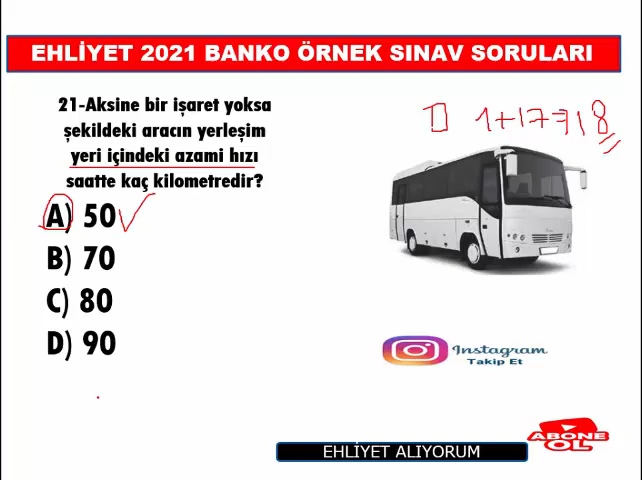 EHLİYET 2021 BANKO ÖRNEK SINAV SORULARI
21-Aksine bir işaret yoksa
şekildeki aracın yerleşim
yeri içindeki azami hızı
saatte kaç kilometredir?
A) 50
B) 70
C) 80
D) 90
1+17=18
Instagram
Takip Et
ABONE
OL
EHLİYET ALIYORUM